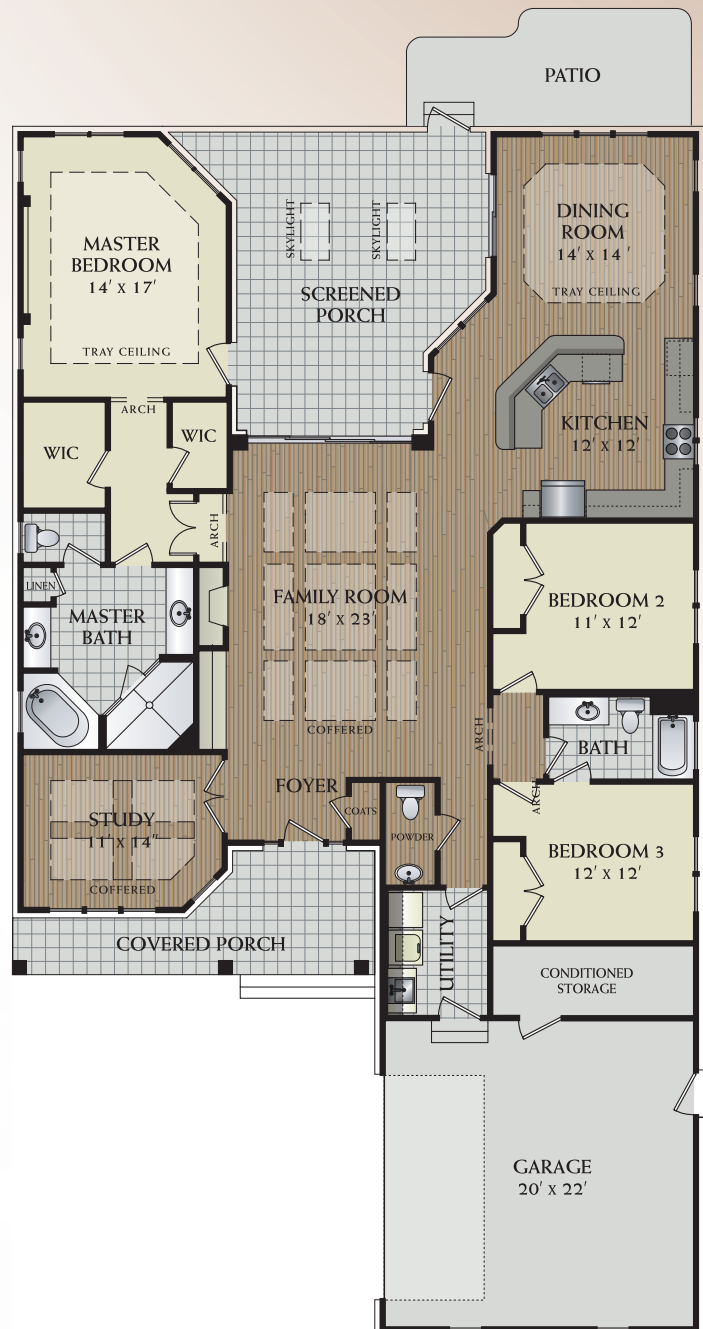 PATIO
MASTER
BEDROOM
14' X 17'
TRAY CEILING
SKYLIGHT
SKYLIGHT
SCREENED
PORCH
DINING
ROOM
14' X 14 '
TRAY CEILING
ARCH
WIC
WIC
KITCHEN
12' X 12'
ARCH
LINEN
MASTER
BATH
FAMILY ROOM
18' X 23'
COFFERED
BEDROOM 2
11' X 12'
ARCH
BATH
FOYER
COATS
POWDER
ARCH
STUDY
11' X 14"
COFFERED
BEDROOM 3
12' X 12'
COVERED PORCH
UTILITY
CONDITIONED
STORAGE
GARAGE
20' X 22'